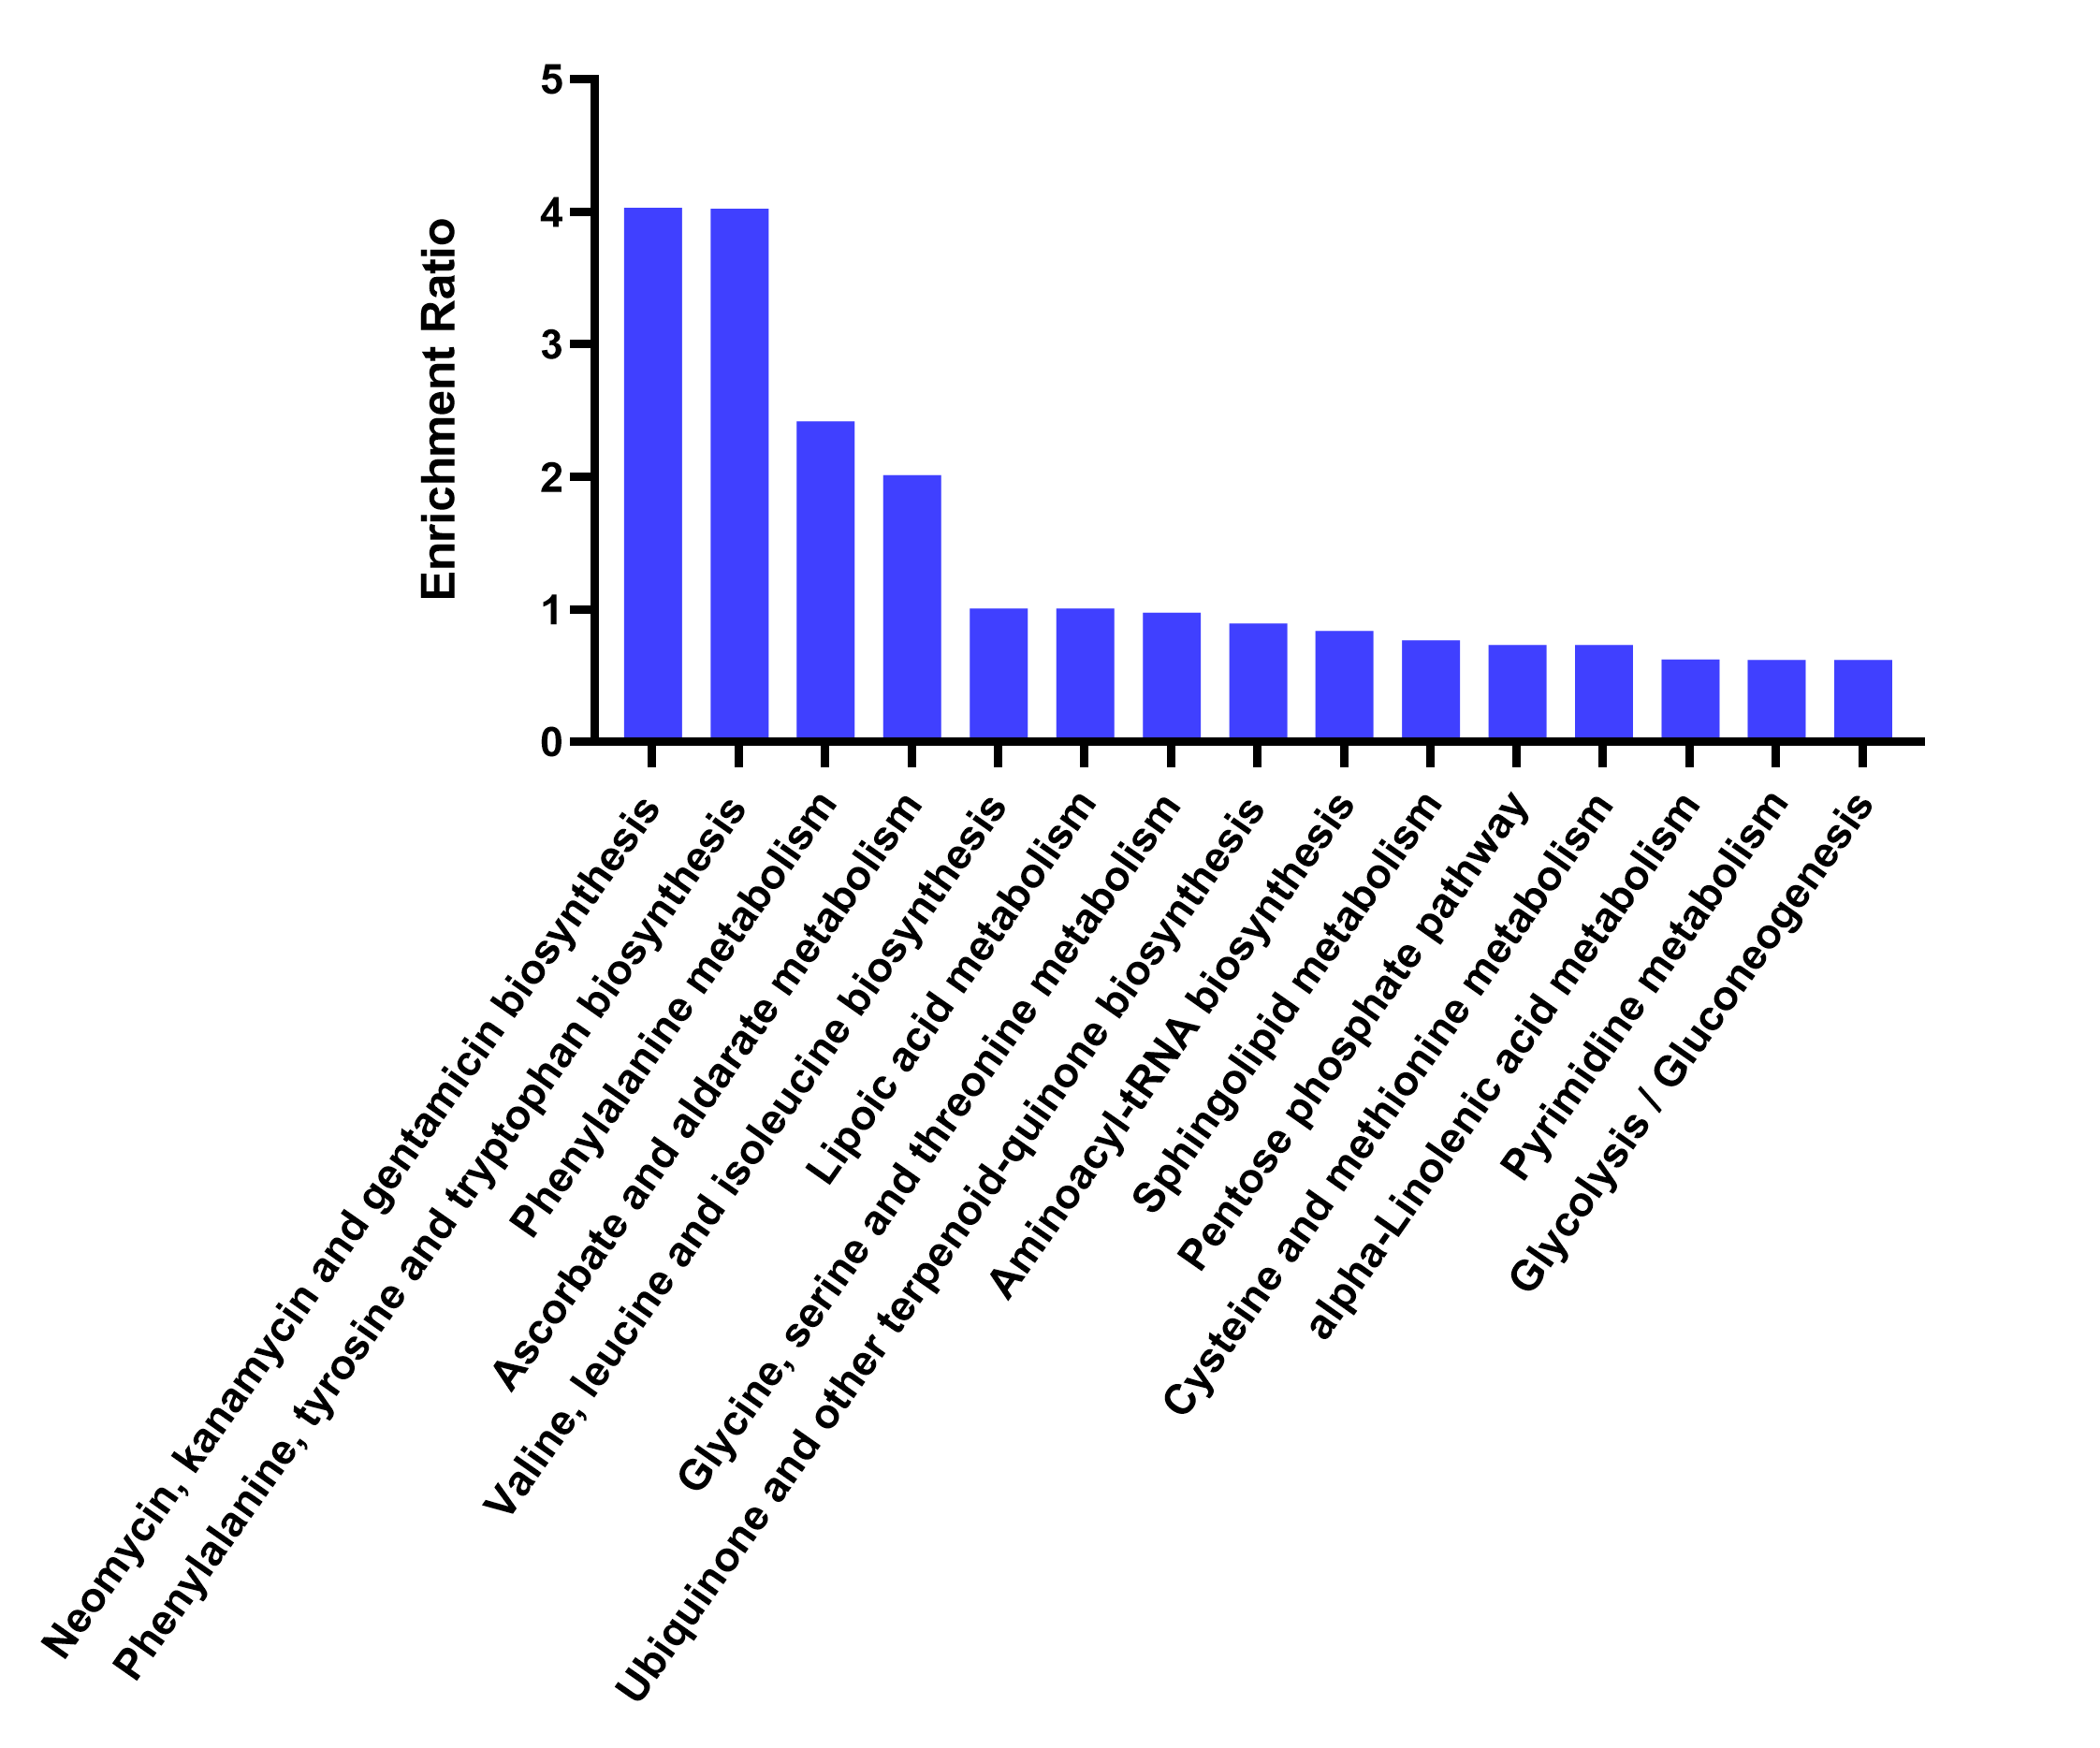 Enrichment Ratio
5
4
3
2
1
0
Neomycin, kanamycin and gentamicin biosynthesis
Phenylalanine, tyrosine and tryptophan biosynthesis
Phenylalanine metabolism
Ascorbate and aldarate metabolism
Valine, leucine and isoleucine biosynthesis
Lipoic acid metabolism
Glycine, serine and threonine metabolism
Ubiquinone and other terpenoid-quinone biosynthesis
Aminoacyl-tRNA biosynthesis
Sphingolipid metabolism
Pentose phosphate pathway
Cysteine and methionine metabolism
alpha-Linolenic acid metabolism
Pyrimidine metabolism
Glycolysis / Gluconeogenesis